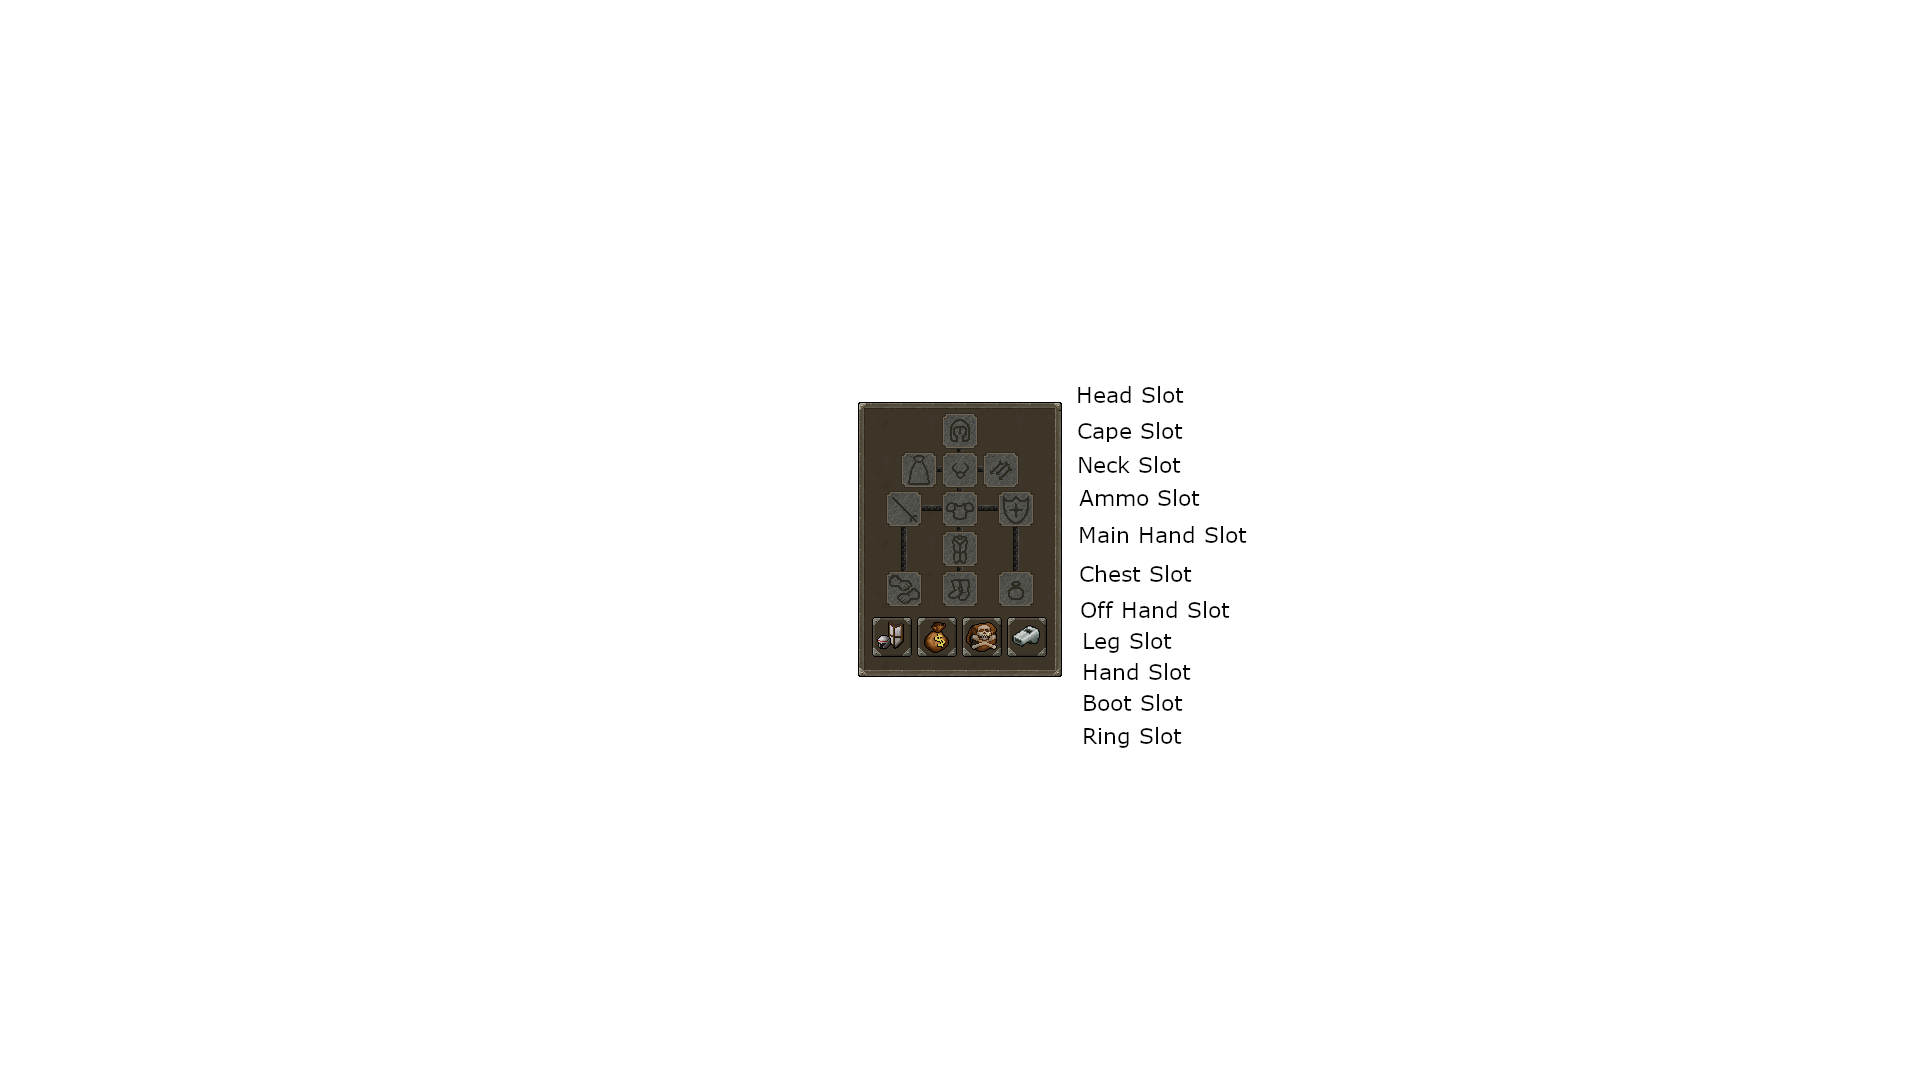 Head Slot
Cape Slot
Neck Slot
Ammo Slot
Main Hand Slot
Chest Slot
Off Hand Slot
Leg Slot
Hand Slot
Boot Slot
Ring Slot